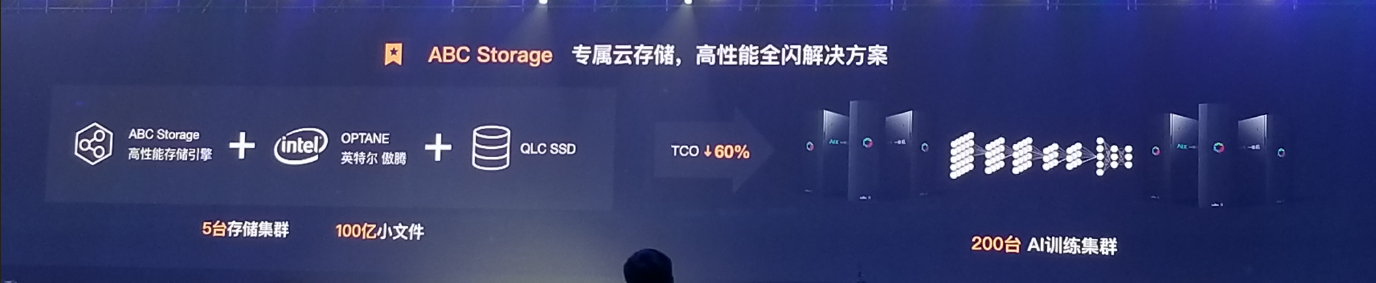 ABC Storage 专属云存储，高性能全闪解决方案
ABC Storage
高性能存储引擎
+
intel
OPTANE
英特尔 傲腾
+
QLC SSD
TCO↓60%
5台存储集群
100亿小文件
200台 AI训练集群